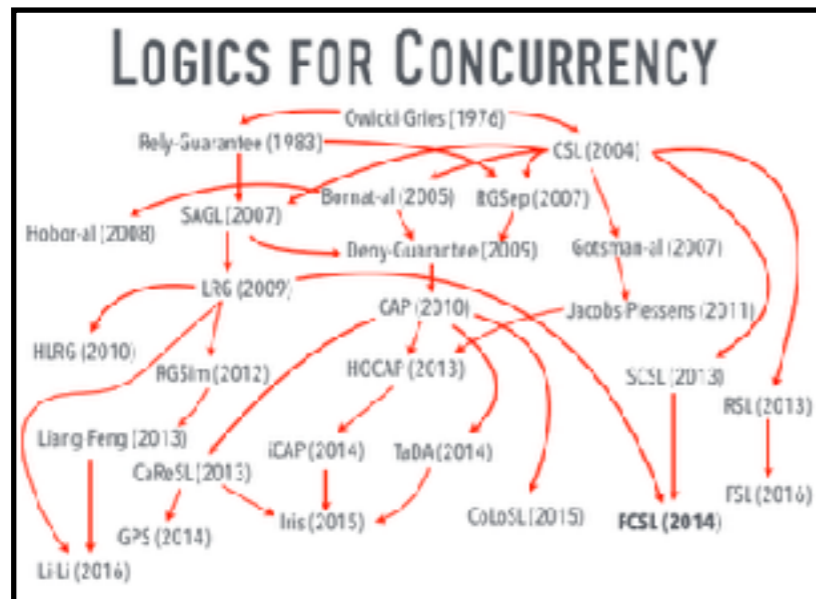 LOGICS FOR CONCURRENCY
Owicki-Gries (1976)
Rely-Guarantee (1983)
CSL (2004)
Bornat-al (2005)
RGSep (2007)
SAGL (2007)
Hobor-al (2008)
Deny-Guarantee (2009)
Gotsman-al (2007)
LRG (2009)
CAP (2010)
Jacobs-Piessens (2011)
HLRG (2010)
RGSim (2012)
HOCAP (2013)
SCSL (2013)
RSL (2013)
Liang-Feng (2013)
iCAP (2014)
TaDA (2014)
CaReSL (2013)
FSL (2016)
Iris (2015)
CoLoSL (2015)
FCSL (2014)
GPS (2014)
Li-Li (2016)